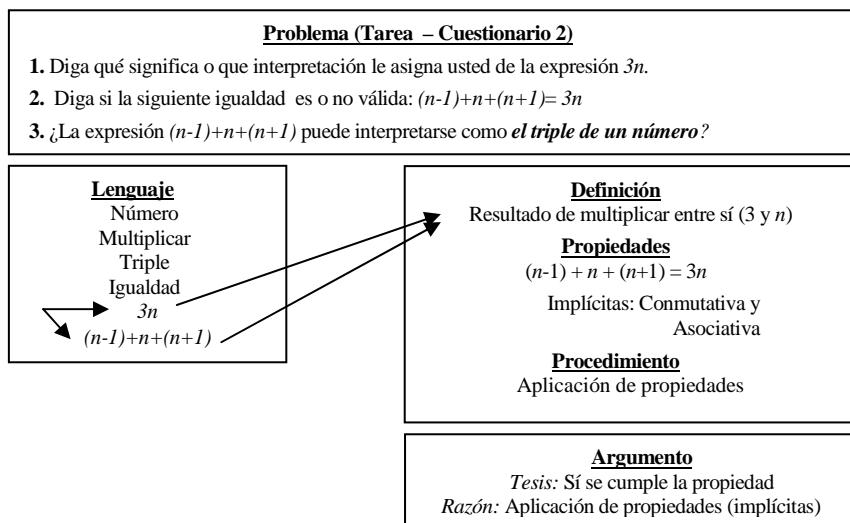 Problema (Tarea – Cuestionario 2)
1. Diga qué significa o que interpretación le asigna usted de la expresión 3n.
2. Diga si la siguiente igualdad es o no válida: (n-1)+n+(n+1)= 3n
3. ¿La expresión (n-1)+n+(n+1) puede interpretarse como el triple de un número?
Lenguaje
Número
Multiplicar
Triple
Igualdad
3n
(n-1)+n+(n+1)
Definición
Resultado de multiplicar entre sí (3 y n)
Propiedades
(n-1) + n + (n+1) = 3n
Implícitas: Conmutativa y
Asociativa
Procedimiento
Aplicación de propiedades
Argumento
Tesis: Sí se cumple la propiedad
Razón: Aplicación de propiedades (implícitas)